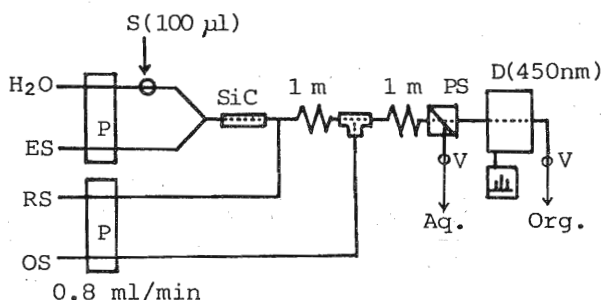 S(100 µl)
H2O
P
ES
SiC
1 m
1 m
PS
D(450nm)
V
V
RS
P
OS
Aq.
Org.
0.8 ml/min